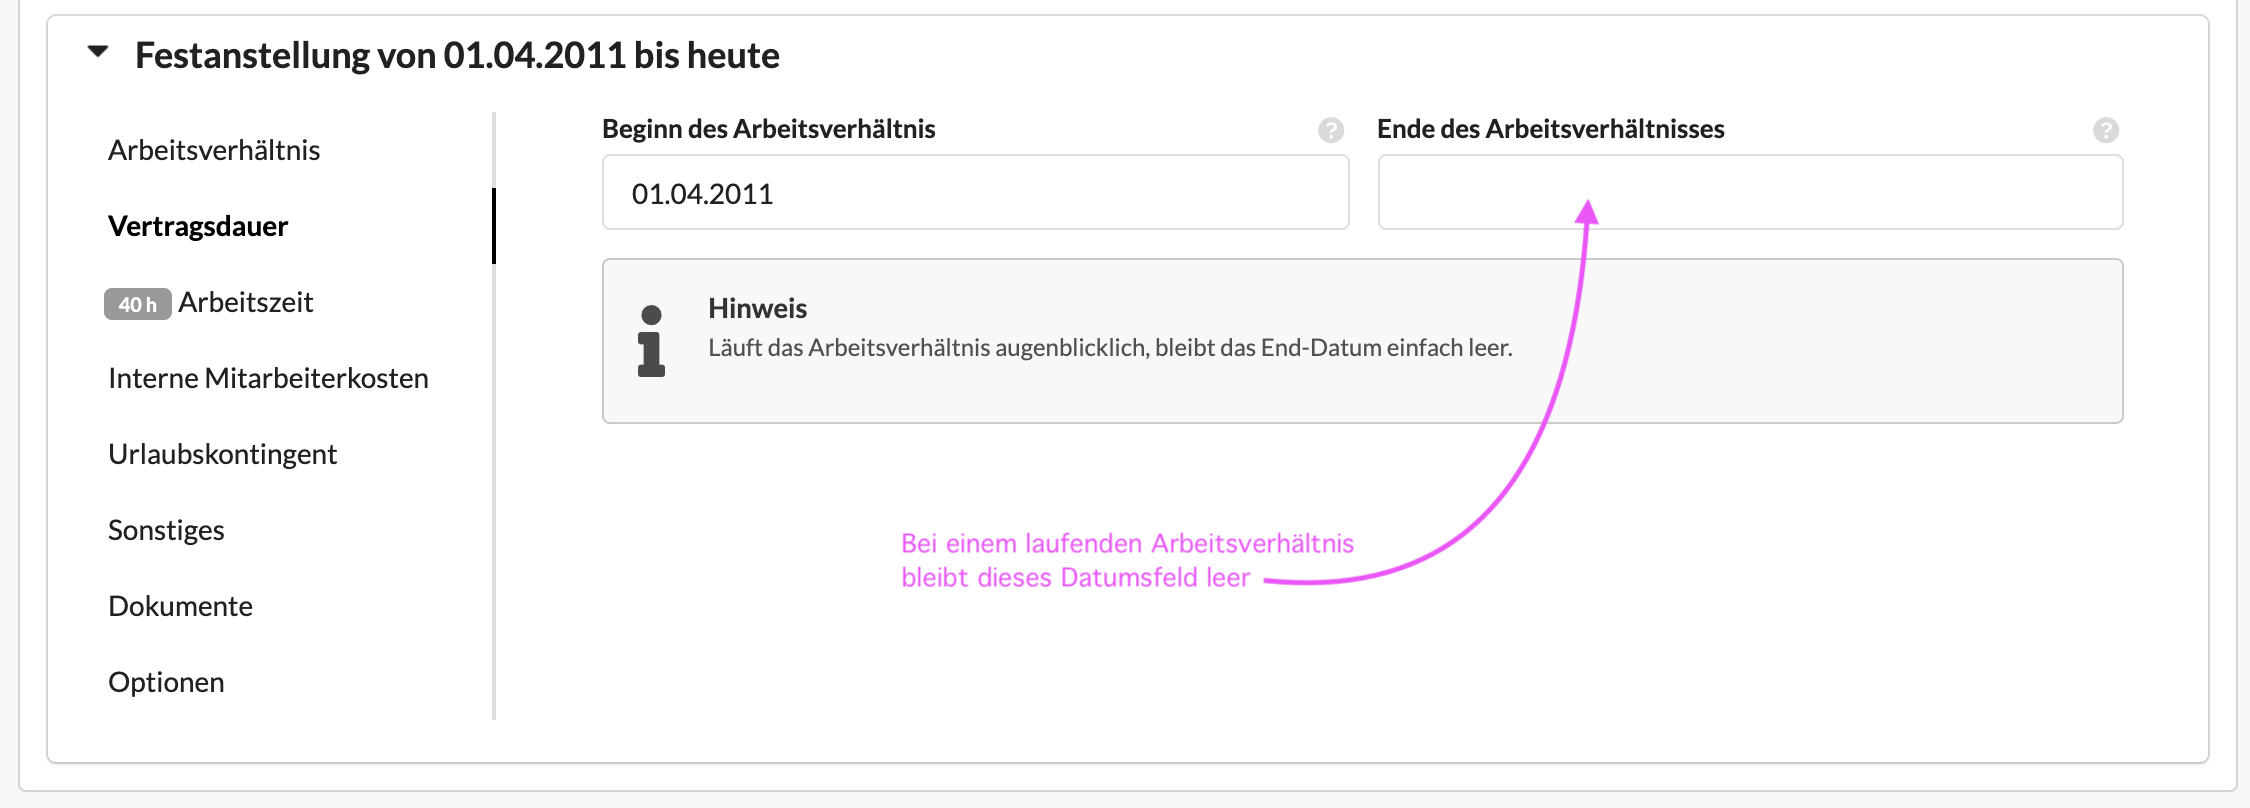 Festanstellung von 01.04.2011 bis heute
Arbeitsverhältnis
Vertragsdauer
40 h Arbeitszeit
Interne Mitarbeiterkosten
Urlaubskontingent
Sonstiges
Dokumente
Optionen
Beginn des Arbeitsverhältnis ?
01.04.2011
Ende des Arbeitsverhältnisses ?
Hinweis
Läuft das Arbeitsverhältnis augenblicklich, bleibt das End-Datum einfach leer.
Bei einem laufenden Arbeitsverhältnis
bleibt dieses Datumsfeld leer